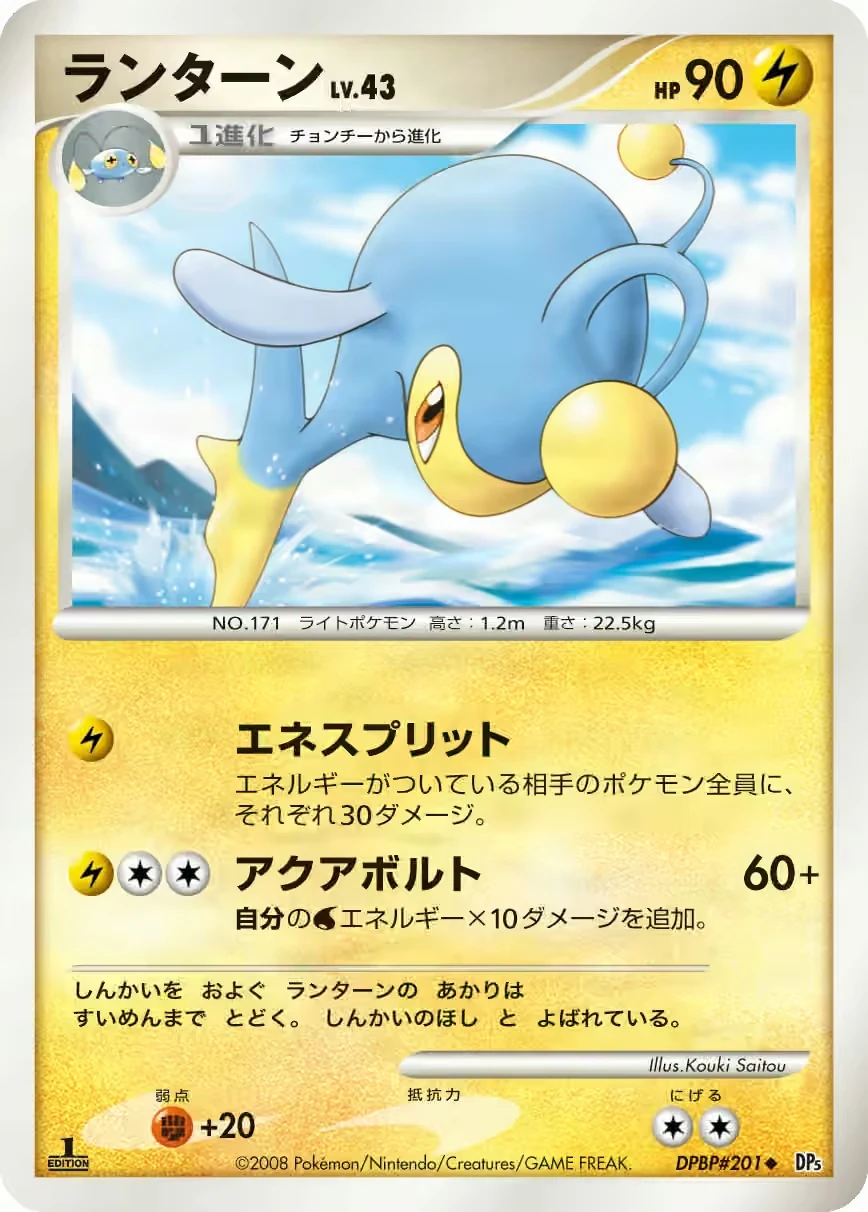 ランターン LV.43 HP 90
1進化 チョンチーから進化
NO.171 ライトポケモン 高さ:1.2m 重さ:22.5kg
エネスプリット
エネルギーがついている相手のポケモン全員に、
それぞれ30ダメージ。
アクアボルト 60+
自分のエネルギー×10ダメージを追加。
しんかいを およぐ ランターンの あかりは
すいめんまで とどく。 しんかいのほし と よばれている。
Illus.Kouki Saitou
弱点 抵抗力 にげる
+20
1 EDITION ©2008 Pokémon/Nintendo/Creatures/GAME FREAK. DPBP#201◆ DP5